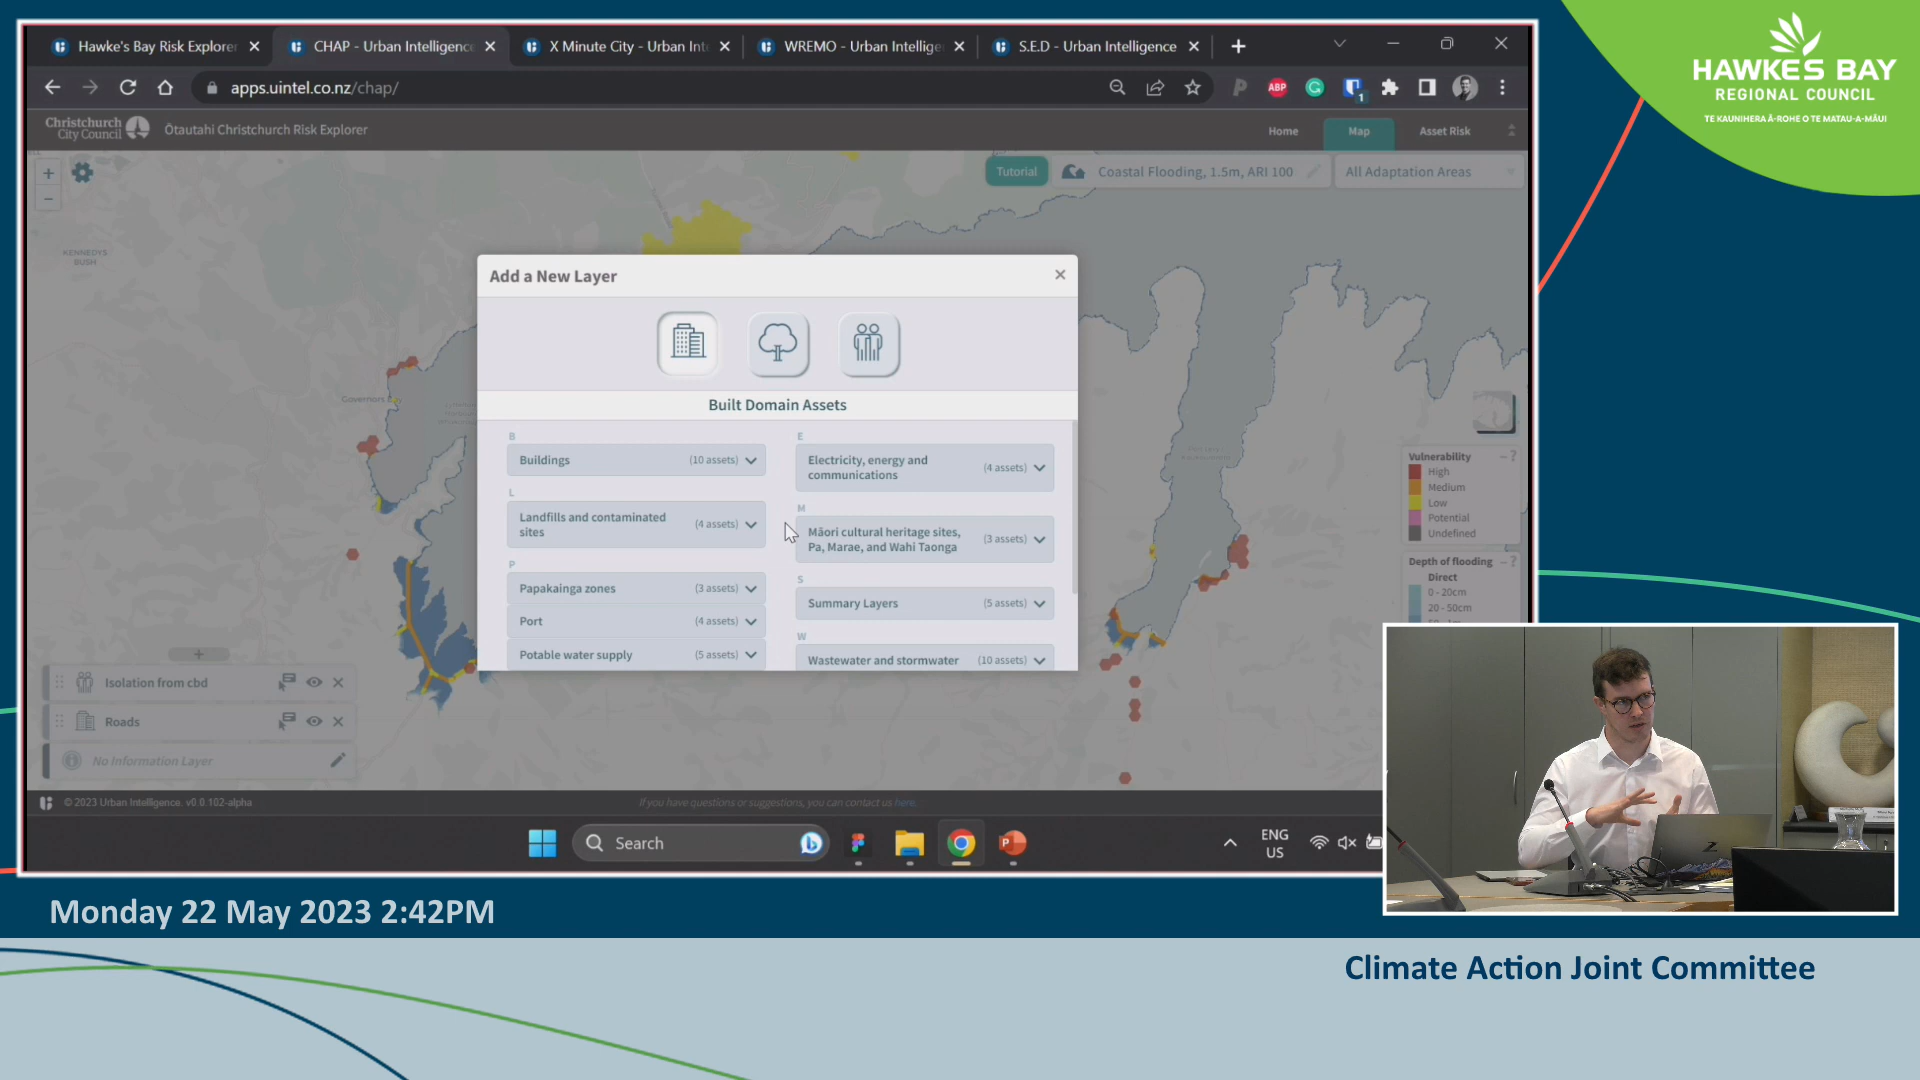 Hawke's Bay Risk Explorer
CHAP - Urban Intelligence
X Minute City - Urban Int
WREMO - Urban Intellige
S.E.D - Urban Intelligence
apps.uintel.co.nz/chap/
ABP
1
HAWKE'S BAY
REGIONAL COUNCIL
TE KAUNIHERA Ā-ROHE O TE MATAU-A-MĀUI
Christchurch
City Council
Ōtautahi Christchurch Risk Explorer
Home
Map
Asset Risk
Tutorial
Coastal Flooding, 1.5m, ARI 100
All Adaptation Areas
KENNEDYS
BUSH
Governors
Add a New Layer
Built Domain Assets
B
Buildings (10 assets)
L
Landfills and contaminated
sites (4 assets)
P
Papakainga zones (3 assets)
Port (4 assets)
Potable water supply (5 assets)
E
Electricity, energy and
communications (4 assets)
M
Māori cultural heritage sites,
Pa, Marae, and Wahi Taonga (3 assets)
S
Summary Layers (5 assets)
W
Wastewater and stormwater (10 assets)
Vulnerability
High
Medium
Low
Potential
Undefined
Depth of flooding
Direct
0 - 20cm
20 - 50cm
Isolation from cbd
Roads
No Information Layer
© 2023 Urban Intelligence. v0.0.102-alpha
If you have questions or suggestions, you can contact us here.
Search
ENG
US
Monday 22 May 2023 2:42PM
Climate Action Joint Committee